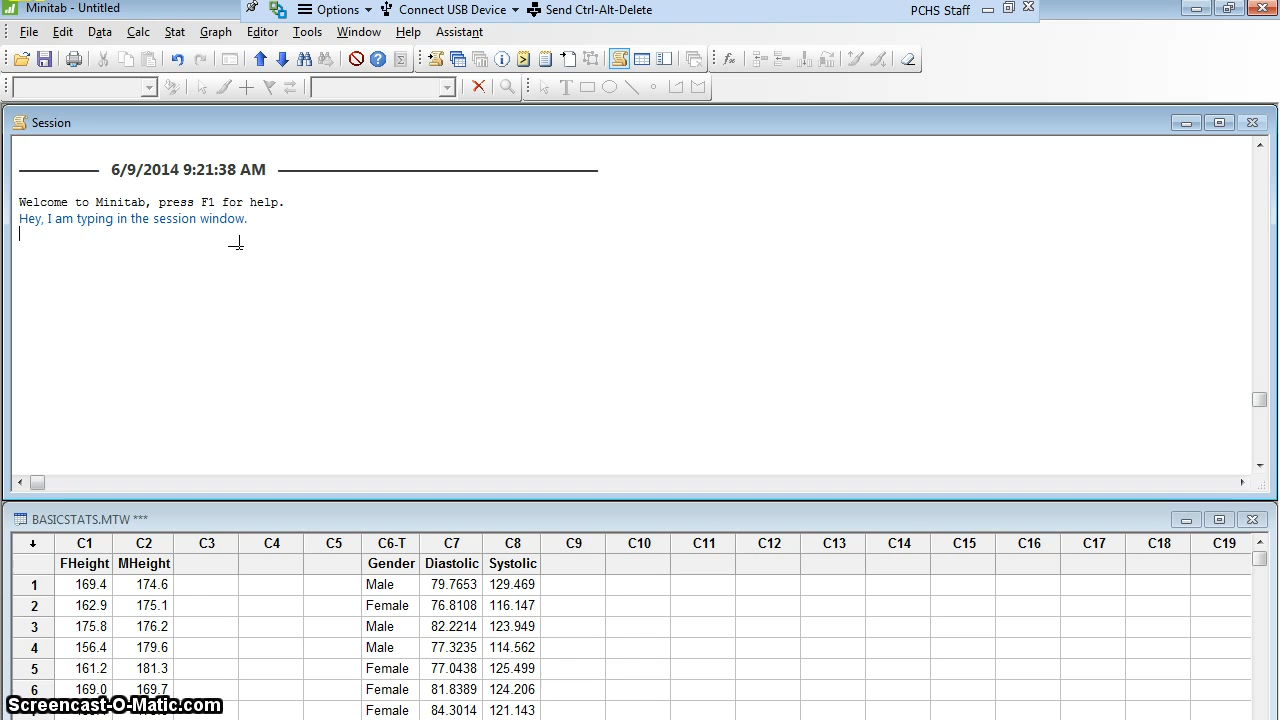 Minitab - Untitled Options Connect USB Device Send Ctrl-Alt-Delete PCHS Staff
File Edit Data Calc Stat Graph Editor Tools Window Help Assistant
Session
6/9/2014 9:21:38 AM
Welcome to Minitab, press F1 for help.
Hey, I am typing in the session window.
BASICSTATS.MTW ***
C1 C2 C3 C4 C5 C6-T C7 C8 C9 C10 C11 C12 C13 C14 C15 C16 C17 C18 C19
FHeight MHeight Gender Diastolic Systolic
1 169.4 174.6 Male 79.7653 129.469
2 162.9 175.1 Female 76.8108 116.147
3 175.8 176.2 Male 82.2214 123.949
4 156.4 179.6 Male 77.3235 114.562
5 161.2 181.3 Female 77.0438 125.499
6 169.0 169.7 Female 81.8389 124.206
Female 84.3014 121.143
Screencast-O-Matic.com